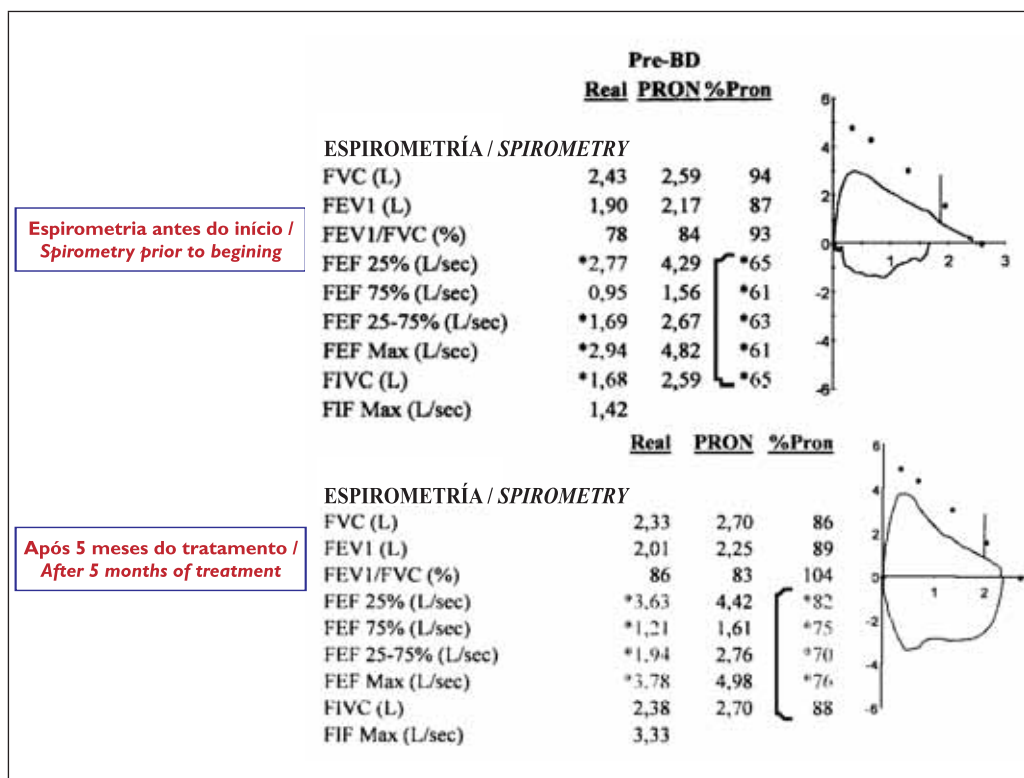 Pre-BD
Real PRON %Pron
ESPIROMETRÍA / SPIROMETRY
FVC (L) 2,43 2,59 94
FEV1 (L) 1,90 2,17 87
FEV1/FVC (%) 78 84 93
FEF 25% (L/sec) *2,77 4,29 *65
FEF 75% (L/sec) 0,95 1,56 *61
FEF 25-75% (L/sec) *1,69 2,67 *63
FEF Max (L/sec) *2,94 4,82 *61
FIVC (L) *1,68 2,59 *65
FIF Max (L/sec) 1,42
Espirometria antes do início /
Spirometry prior to begining
6
4
2
0
-2
-4
-6
1 2 3
Real PRON %Pron
ESPIROMETRÍA / SPIROMETRY
FVC (L) 2,33 2,70 86
FEV1 (L) 2,01 2,25 89
FEV1/FVC (%) 86 83 104
FEF 25% (L/sec) *3,63 4,42 *82
FEF 75% (L/sec) *1,21 1,61 *75
FEF 25-75% (L/sec) *1,94 2,76 *70
FEF Max (L/sec) *3,78 4,98 *76
FIVC (L) 2,38 2,70 88
FIF Max (L/sec) 3,33
Após 5 meses do tratamento /
After 5 months of treatment
6
4
2
0
-2
-4
-6
1 2